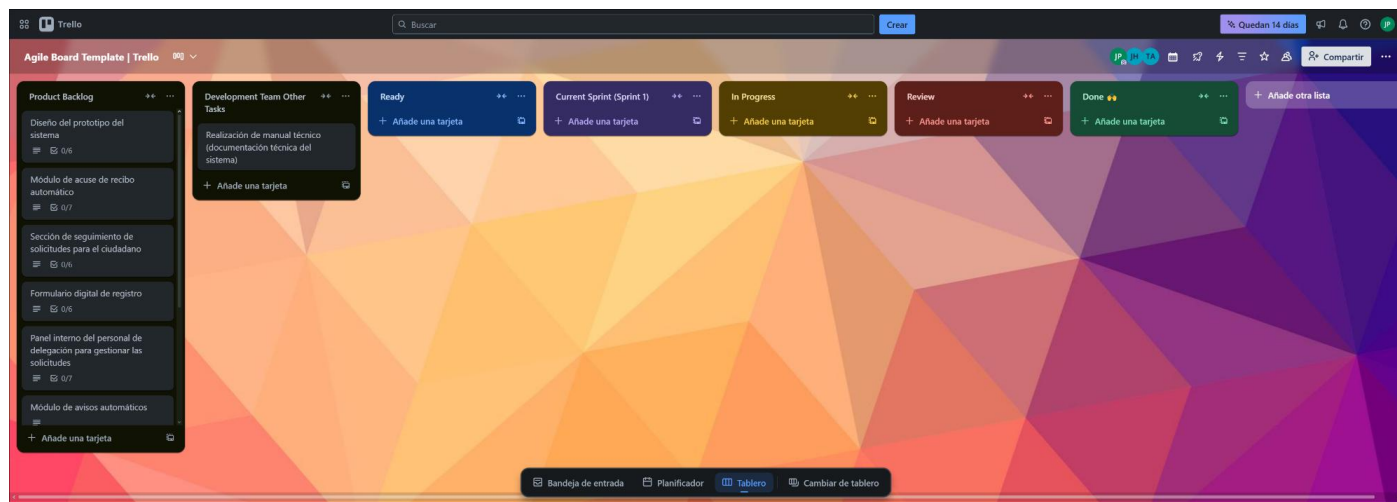 Trello
Buscar
Crear
Quedan 14 días
JP
Agile Board Template | Trello
JP
JH
TA
Compartir
Product Backlog
Diseño del prototipo del
sistema
0/6
Módulo de acuse de recibo
automático
0/7
Sección de seguimiento de
solicitudes para el ciudadano
0/6
Formulario digital de registro
0/6
Panel interno del personal de
delegación para gestionar las
solicitudes
0/7
Módulo de avisos automáticos
+ Añade una tarjeta
Development Team Other
Tasks
Realización de manual técnico
(documentación técnica del
sistema)
+ Añade una tarjeta
Ready
+ Añade una tarjeta
Current Sprint (Sprint 1)
+ Añade una tarjeta
In Progress
+ Añade una tarjeta
Review
+ Añade una tarjeta
Done 🙌
+ Añade una tarjeta
+ Añade otra lista
Bandeja de entrada
Planificador
Tablero
Cambiar de tablero